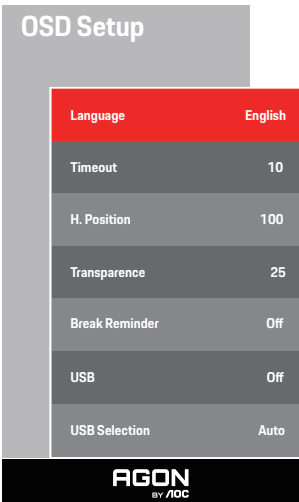 OSD Setup
Language English
Timeout 10
H. Position 100
Transparence 25
Break Reminder Off
USB Off
USB Selection Auto
AGON
BY AOC